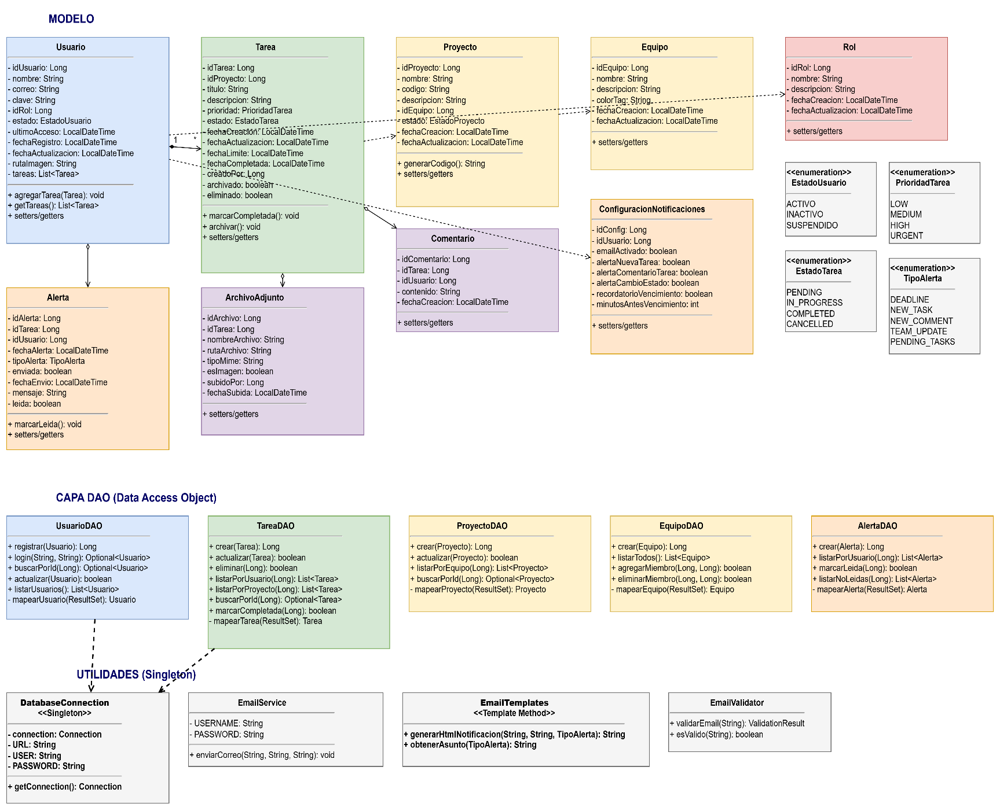 MODELO
Usuario
- idUsuario: Long
- nombre: String
- correo: String
- clave: String
- idRol: Long
- estado: EstadoUsuario
- ultimoAcceso: LocalDateTime
- fechaRegistro: LocalDateTime
- fechaActualizacion: LocalDateTime
- rutaImagen: String
- tareas: List<Tarea>
+ agregarTarea(Tarea): void
+ getTareas(): List<Tarea>
+ setters/getters
1
*
Tarea
- idTarea: Long
- idProyecto: Long
- titulo: String
- descripcion: String
- prioridad: PrioridadTarea
- estado: EstadoTarea
- fechaCreacion: LocalDateTime
- fechaActualizacion: LocalDateTime
- fechaLimite: LocalDateTime
- fechaCompletada: LocalDateTime
- creadoPor: Long
- archivado: boolean
- eliminado: boolean
+ marcarCompletada(): void
+ archivar(): void
+ setters/getters
Proyecto
- idProyecto: Long
- nombre: String
- codigo: String
- descripcion: String
- idEquipo: Long
- estado: EstadoProyecto
- fechaCreacion: LocalDateTime
- fechaActualizacion: LocalDateTime
+ generarCodigo(): String
+ setters/getters
Equipo
- idEquipo: Long
- nombre: String
- descripcion: String
- colorTag: String
- fechaCreacion: LocalDateTime
- fechaActualizacion: LocalDateTime
+ setters/getters
Rol
- idRol: Long
- nombre: String
- descripcion: String
- fechaCreacion: LocalDateTime
- fechaActualizacion: LocalDateTime
+ setters/getters
<<enumeration>>
EstadoUsuario
ACTIVO
INACTIVO
SUSPENDIDO
<<enumeration>>
PrioridadTarea
LOW
MEDIUM
HIGH
URGENT
ConfiguracionNotificaciones
- idConfig: Long
- idUsuario: Long
- emailActivado: boolean
- alertaNuevaTarea: boolean
- alertaComentarioTarea: boolean
- alertaCambioEstado: boolean
- recordatorioVencimiento: boolean
- minutosAntesVencimiento: int
+ setters/getters
Comentario
- idComentario: Long
- idTarea: Long
- idUsuario: Long
- contenido: String
- fechaCreacion: LocalDateTime
+ setters/getters
<<enumeration>>
EstadoTarea
PENDING
IN_PROGRESS
COMPLETED
CANCELLED
<<enumeration>>
TipoAlerta
DEADLINE
NEW_TASK
NEW_COMMENT
TEAM_UPDATE
PENDING_TASKS
Alerta
- idAlerta: Long
- idTarea: Long
- idUsuario: Long
- fechaAlerta: LocalDateTime
- tipoAlerta: TipoAlerta
- enviada: boolean
- fechaEnvio: LocalDateTime
- mensaje: String
- leida: boolean
+ marcarLeida(): void
+ setters/getters
ArchivoAdjunto
- idArchivo: Long
- idTarea: Long
- nombreArchivo: String
- rutaArchivo: String
- tipoMime: String
- esImagen: boolean
- subidoPor: Long
- fechaSubida: LocalDateTime
+ setters/getters
CAPA DAO (Data Access Object)
UsuarioDAO
+ registrar(Usuario): Long
+ login(String, String): Optional<Usuario>
+ buscarPorId(Long): Optional<Usuario>
+ actualizar(Usuario): boolean
+ listarUsuarios(): List<Usuario>
- mapearUsuario(ResultSet): Usuario
TareaDAO
+ crear(Tarea): Long
+ actualizar(Tarea): boolean
+ eliminar(Long): boolean
+ listarPorUsuario(Long): List<Tarea>
+ listarPorProyecto(Long): List<Tarea>
+ buscarPorId(Long): Optional<Tarea>
+ marcarCompletada(Long): boolean
- mapearTarea(ResultSet): Tarea
ProyectoDAO
+ crear(Proyecto): Long
+ actualizar(Proyecto): boolean
+ listarPorEquipo(Long): List<Proyecto>
+ buscarPorId(Long): Optional<Proyecto>
- mapearProyecto(ResultSet): Proyecto
EquipoDAO
+ crear(Equipo): Long
+ listarTodos(): List<Equipo>
+ agregarMiembro(Long, Long): boolean
+ eliminarMiembro(Long, Long): boolean
- mapearEquipo(ResultSet): Equipo
AlertaDAO
+ crear(Alerta): Long
+ listarPorUsuario(Long): List<Alerta>
+ marcarLeida(Long): boolean
+ listarNoLeidas(Long): List<Alerta>
- mapearAlerta(ResultSet): Alerta
UTILIDADES (Singleton)
DatabaseConnection
<<Singleton>>
- connection: Connection
- URL: String
- USER: String
- PASSWORD: String
+ getConnection(): Connection
EmailService
- USERNAME: String
- PASSWORD: String
+ enviarCorreo(String, String, String): void
EmailTemplates
<<Template Method>>
+ generarHtmlNotificacion(String, String, TipoAlerta): String
+ obtenerAsunto(TipoAlerta): String
EmailValidator
+ validarEmail(String): ValidationResult
+ esValido(String): boolean